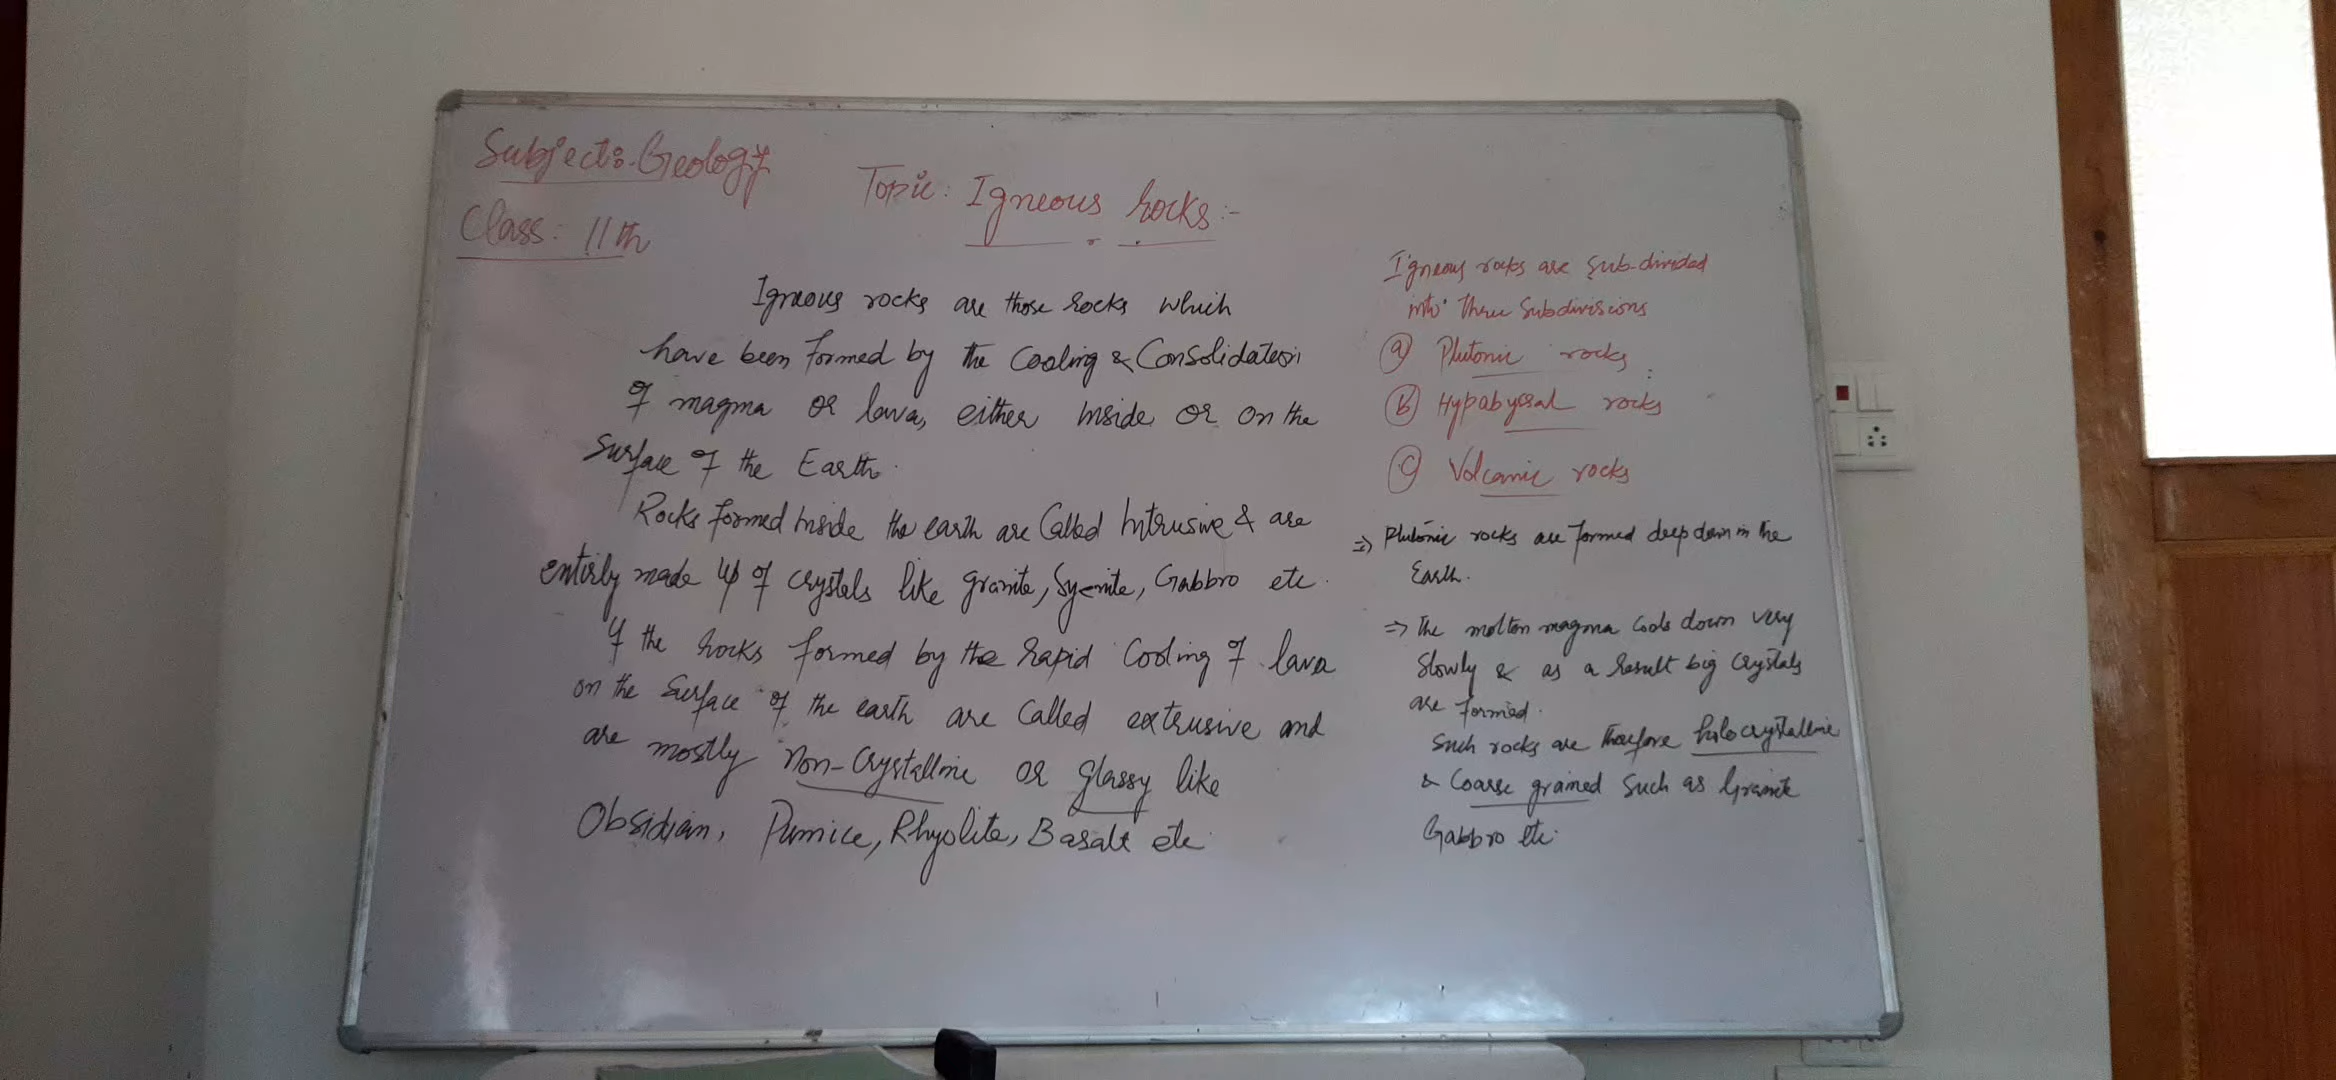 Subject:- Geology
Class: 11th
Topic: Igneous rocks:-
Igneous rocks are those rocks which
have been formed by the Cooling & Consolidation
of magma or lava, either inside or on the
Surface of the Earth.
Rocks formed inside the earth are Called Intrusive & are
entirly made up of crystals like granite, Syenite, Gabbro etc.
If the rocks formed by the rapid Cooling of lava
on the Surface of the earth are Called extrusive and
are mostly non-Crystalline or glassy like
Obsidian, Pumice, Rhyolite, Basalt etc
Igneous rocks are sub-divided
into three Subdivisions
(a) Plutonic rocks
(b) Hypabyssal rocks
(c) Volcanic rocks
⇒ Plutonic rocks are formed deep down in the
Earth.
⇒ The molton magma Cools down very
Slowly & as a result big Crystals
are formed.
Such rocks are therfore holocrystalline
& Coarse grained Such as Granite
Gabbro etc.